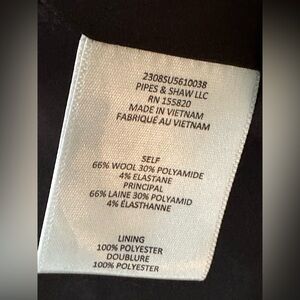 2308SU5610038
PIPES & SHAW LLC
RN 155820
MADE IN VIETNAM
FABRIQUÉ AU VIETNAM
SELF
66% WOOL 30% POLYAMIDE
4% ELASTANE
PRINCIPAL
66% LAINE 30% POLYAMID
4% ÉLASTHANNE
LINING
100% POLYESTER
DOUBLURE
100% POLYESTER